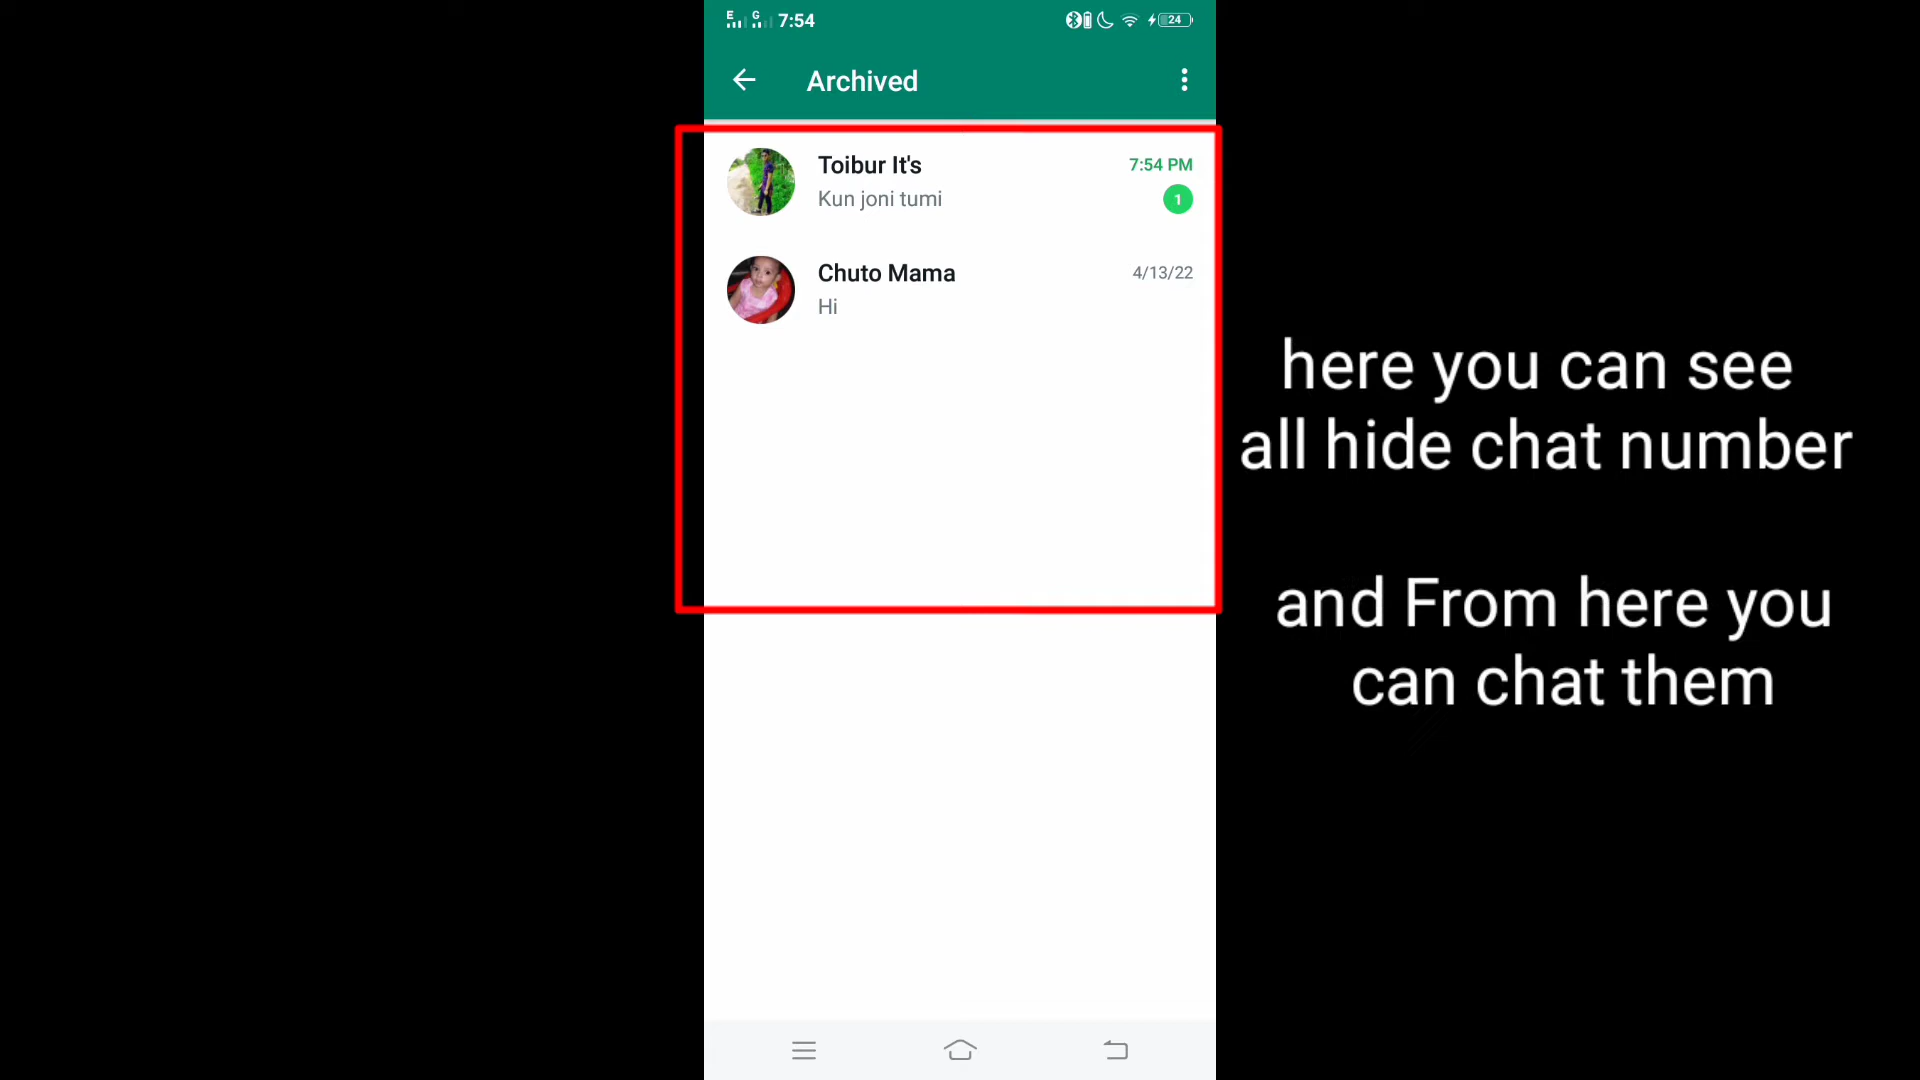 E G 7:54 24
Archived
Toibur It's 7:54 PM
Kun joni tumi 1
Chuto Mama 4/13/22
Hi
here you can see
all hide chat number
and From here you
can chat them